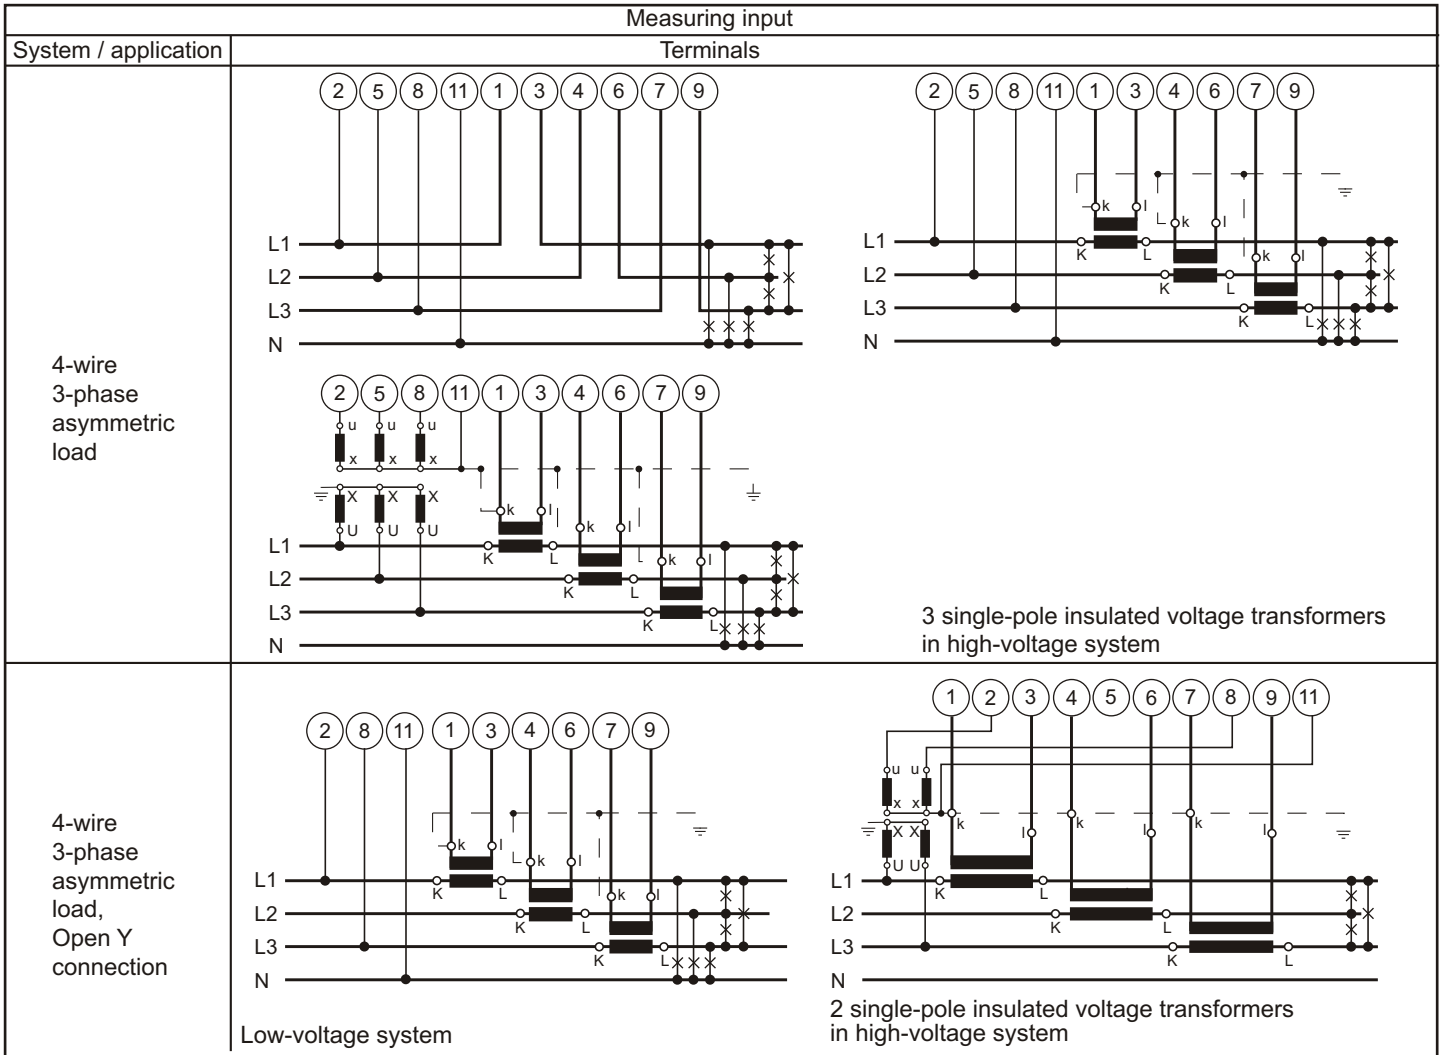 Measuring input
System / application
Terminals
4-wire
3-phase
asymmetric
load
2 5 8 11 1 3 4 6 7 9
L1
L2
L3
N
2 5 8 11 1 3 4 6 7 9
k l
k l
k l
L1 K L
L2 K L
L3 K L
N
2 5 8 11 1 3 4 6 7 9
u u u
x x x
X X X
U U U
k l
k l
k l
L1 K L
L2 K L
L3 K L
N
3 single-pole insulated voltage transformers
in high-voltage system
4-wire
3-phase
asymmetric
load,
Open Y
connection
2 8 11 1 3 4 6 7 9
k l
k l
k l
L1 K L
L2 K L
L3 K L
N
Low-voltage system
1 2 3 4 5 6 7 8 9 11
u u
x x
X X
U U
k l k l k l
L1 K L
L2 K L
L3 K L
N
2 single-pole insulated voltage transformers
in high-voltage system